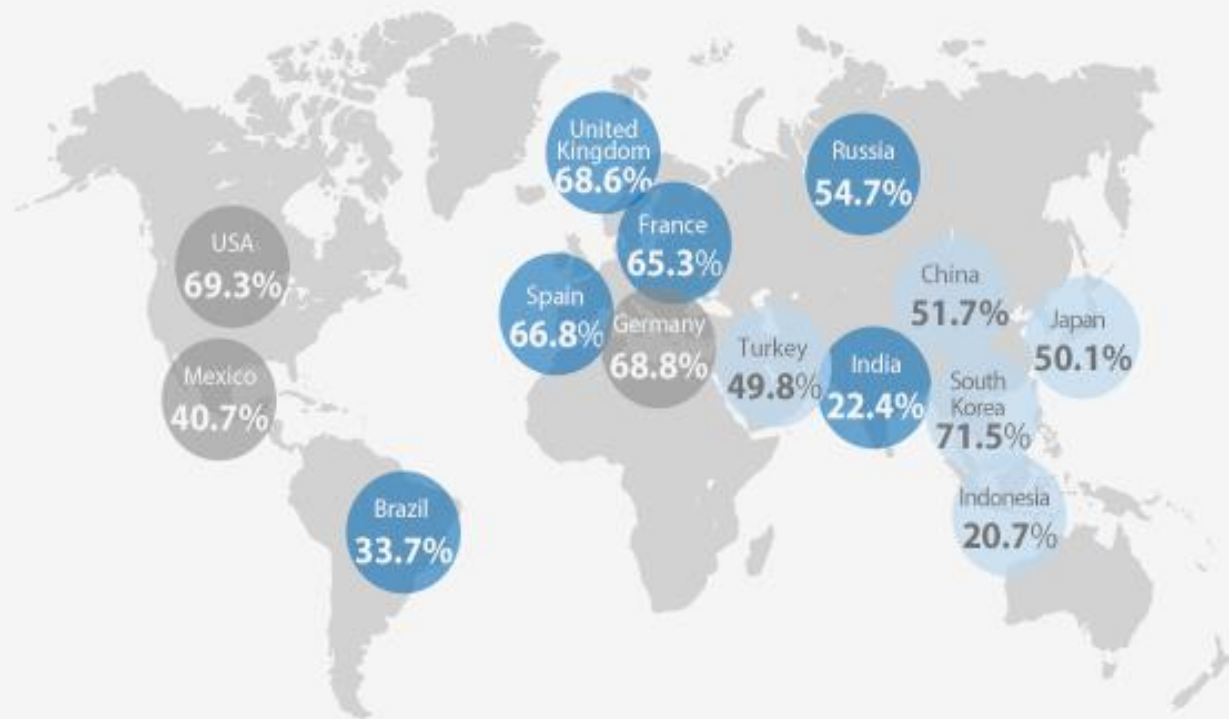 United
Kingdom
68.6%
Russia
54.7%
France
65.3%
USA
69.3%
China
51.7%
Spain
66.8%
Germany
68.8%
Japan
50.1%
Turkey
49.8%
India
22.4%
South
Korea
71.5%
Mexico
40.7%
Indonesia
20.7%
Brazil
33.7%